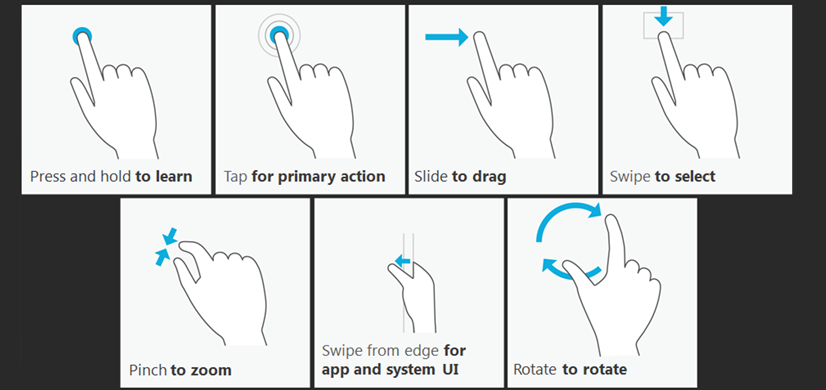 Press and hold to learn
Tap for primary action
Slide to drag
Swipe to select
Pinch to zoom
Swipe from edge for
app and system UI
Rotate to rotate